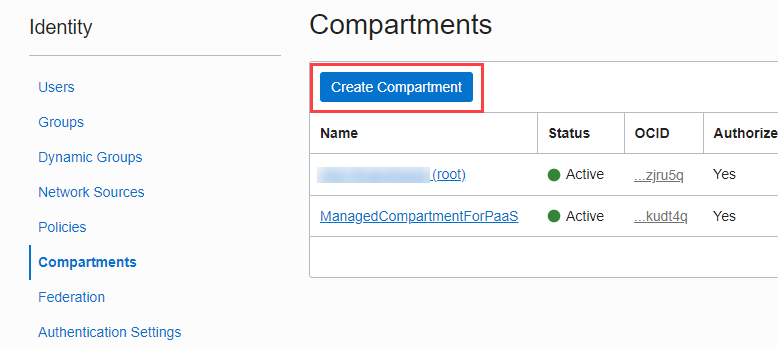 Identity
Users
Groups
Dynamic Groups
Network Sources
Policies
Compartments
Federation
Authentication Settings
Compartments
Create Compartment
Name Status OCID Authorize
(root) Active ...zjru5q Yes
ManagedCompartmentForPaaS Active ...kudt4q Yes